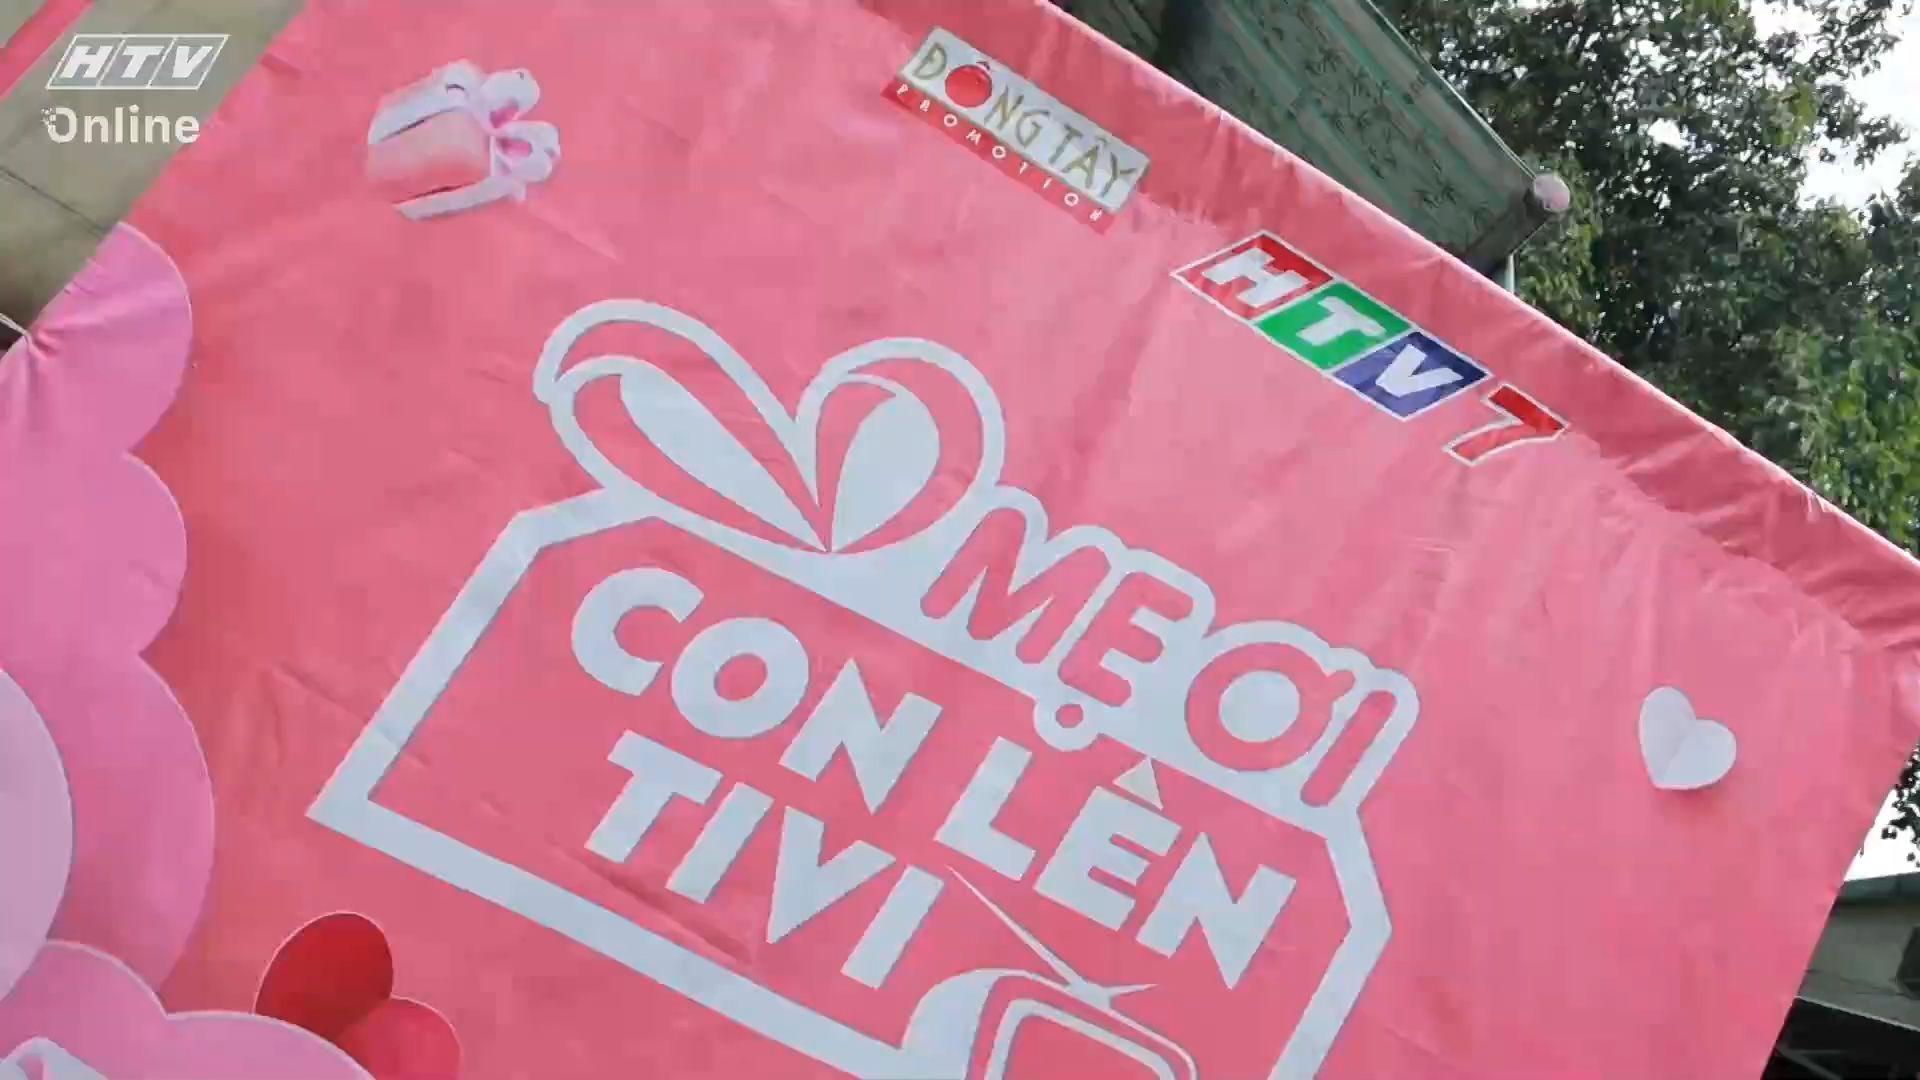 HTV
Online
ĐÔNG TÂY
PROMOTION
HTV7
MẸ ƠI
CON LÊN
TIVI